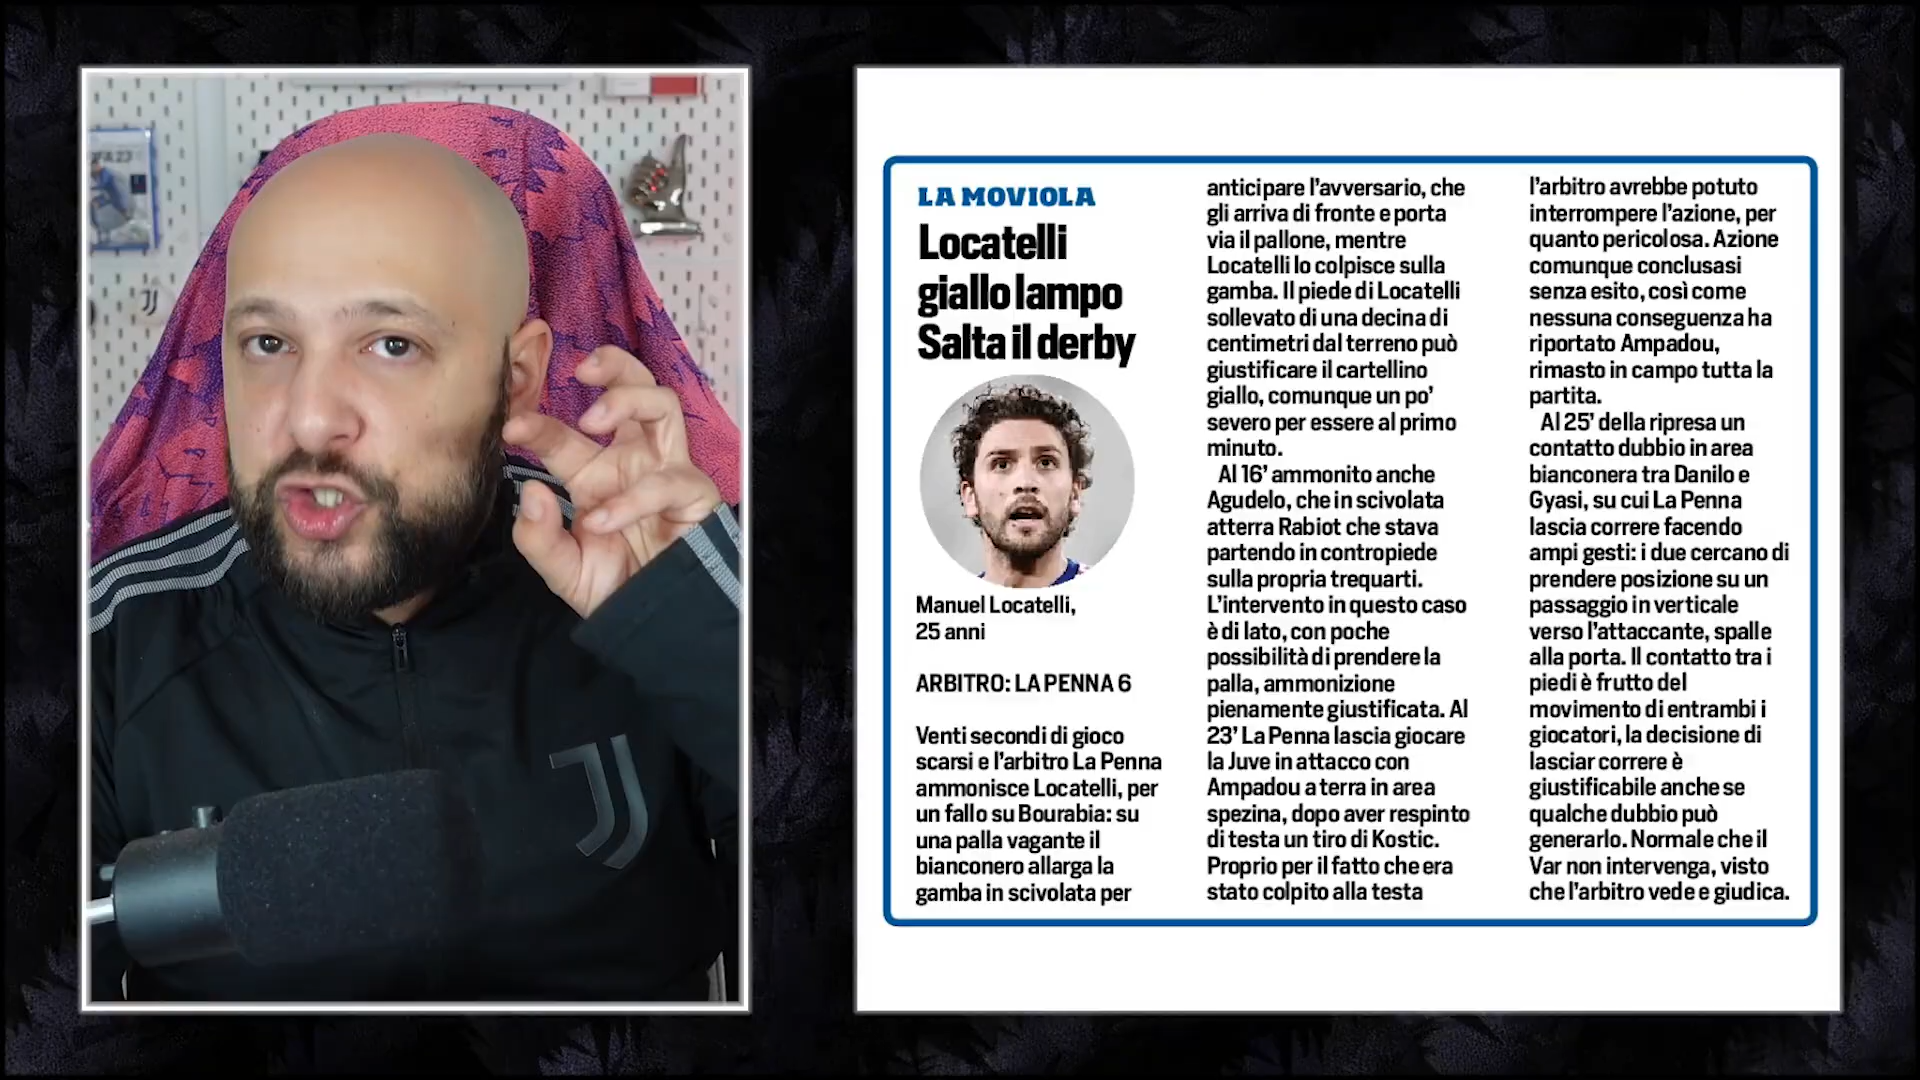 LA MOVIOLA
Locatelli
giallo lampo
Salta il derby
Manuel Locatelli,
25 anni
ARBITRO: LA PENNA 6
Venti secondi di gioco
scarsi e l'arbitro La Penna
ammonisce Locatelli, per
un fallo su Bourabia: su
una palla vagante il
bianconero allarga la
gamba in scivolata per
anticipare l'avversario, che
gli arriva di fronte e porta
via il pallone, mentre
Locatelli lo colpisce sulla
gamba. Il piede di Locatelli
sollevato di una decina di
centimetri dal terreno può
giustificare il cartellino
giallo, comunque un po'
severo per essere al primo
minuto.
Al 16' ammonito anche
Agudelo, che in scivolata
atterra Rabiot che stava
partendo in contropiede
sulla propria trequarti.
L'intervento in questo caso
è di lato, con poche
possibilità di prendere la
palla, ammonizione
pienamente giustificata. Al
23' La Penna lascia giocare
la Juve in attacco con
Ampadou a terra in area
spezina, dopo aver respinto
di testa un tiro di Kostic.
Proprio per il fatto che era
stato colpito alla testa
l'arbitro avrebbe potuto
interrompere l'azione, per
quanto pericolosa. Azione
comunque conclusasi
senza esito, così come
nessuna conseguenza ha
riportato Ampadou,
rimasto in campo tutta la
partita.
Al 25' della ripresa un
contatto dubbio in area
bianconera tra Danilo e
Gyasi, su cui La Penna
lascia correre facendo
ampi gesti: i due cercano di
prendere posizione su un
passaggio in verticale
verso l'attaccante, spalle
alla porta. Il contatto tra i
piedi è frutto del
movimento di entrambi i
giocatori, la decisione di
lasciar correre è
giustificabile anche se
qualche dubbio può
generarlo. Normale che il
Var non intervenga, visto
che l'arbitro vede e giudica.